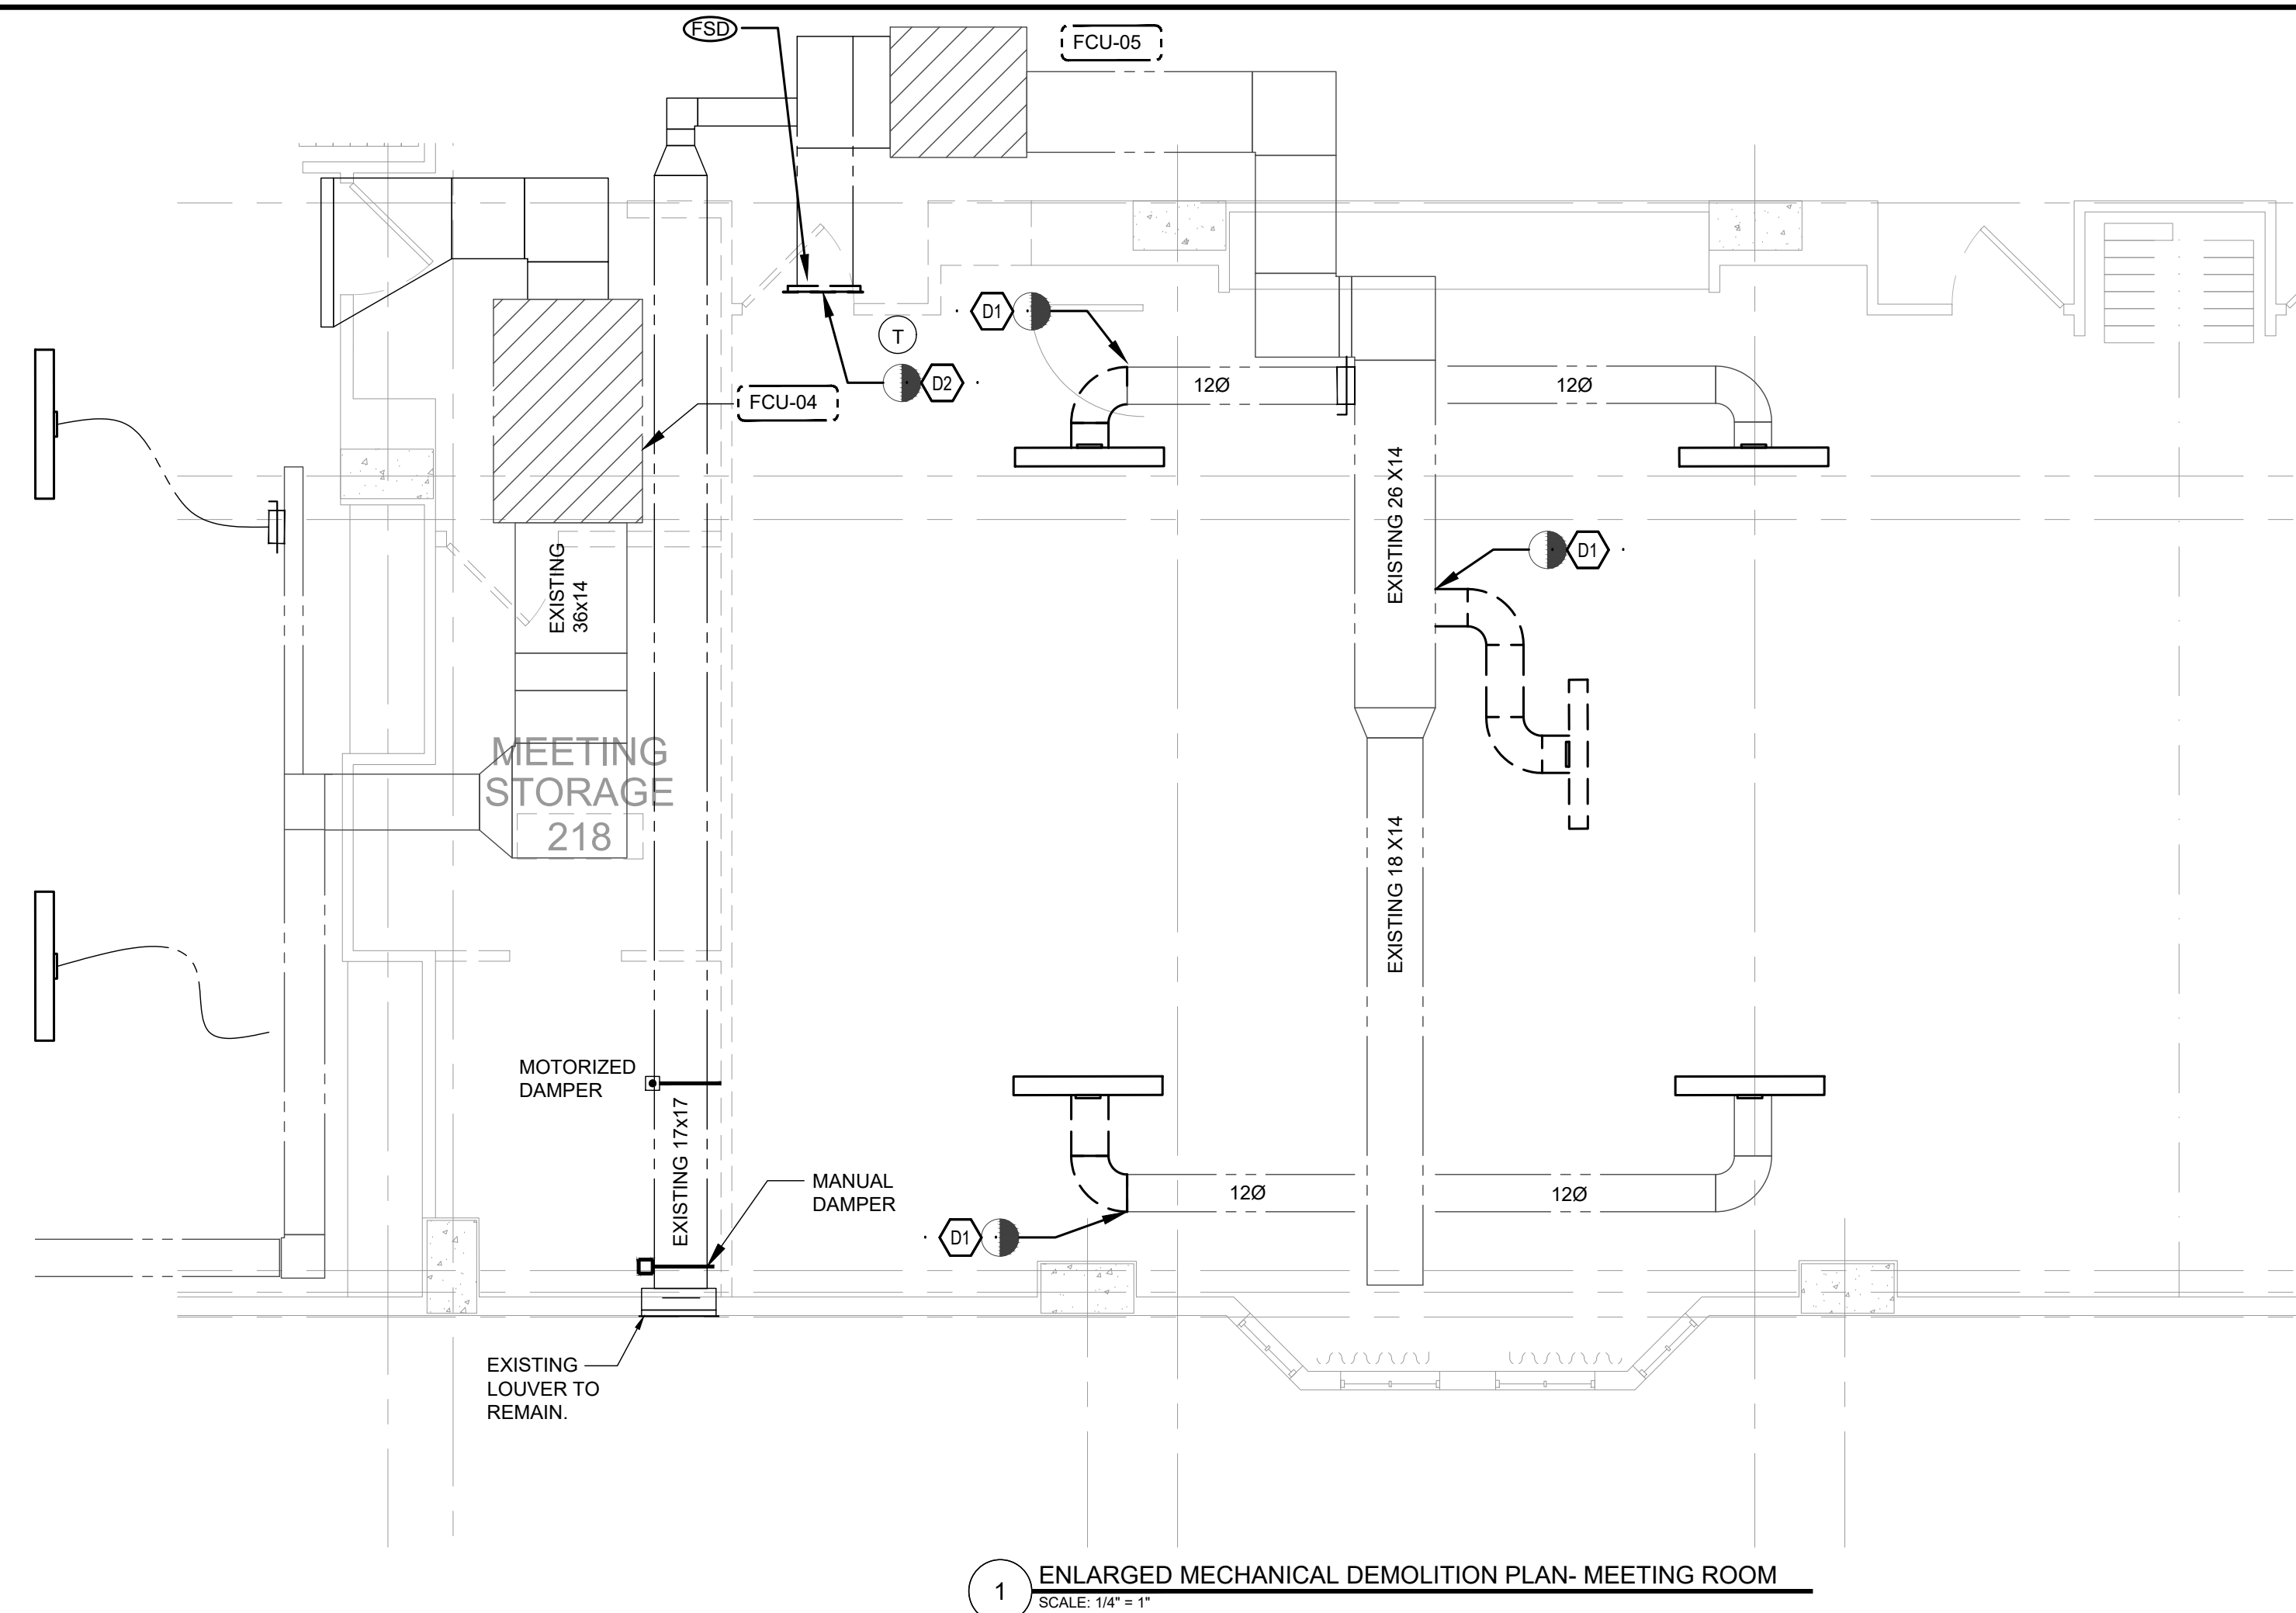 FSD
FCU-05
D1
T
D2
FCU-04
12Ø
12Ø
EXISTING 26 X14
D1
EXISTING
36x14
MEETING
STORAGE
218
EXISTING 18 X14
MOTORIZED
DAMPER
EXISTING 17x17
MANUAL
DAMPER
12Ø
12Ø
D1
EXISTING
LOUVER TO
REMAIN.
1
ENLARGED MECHANICAL DEMOLITION PLAN- MEETING ROOM
SCALE: 1/4" = 1"